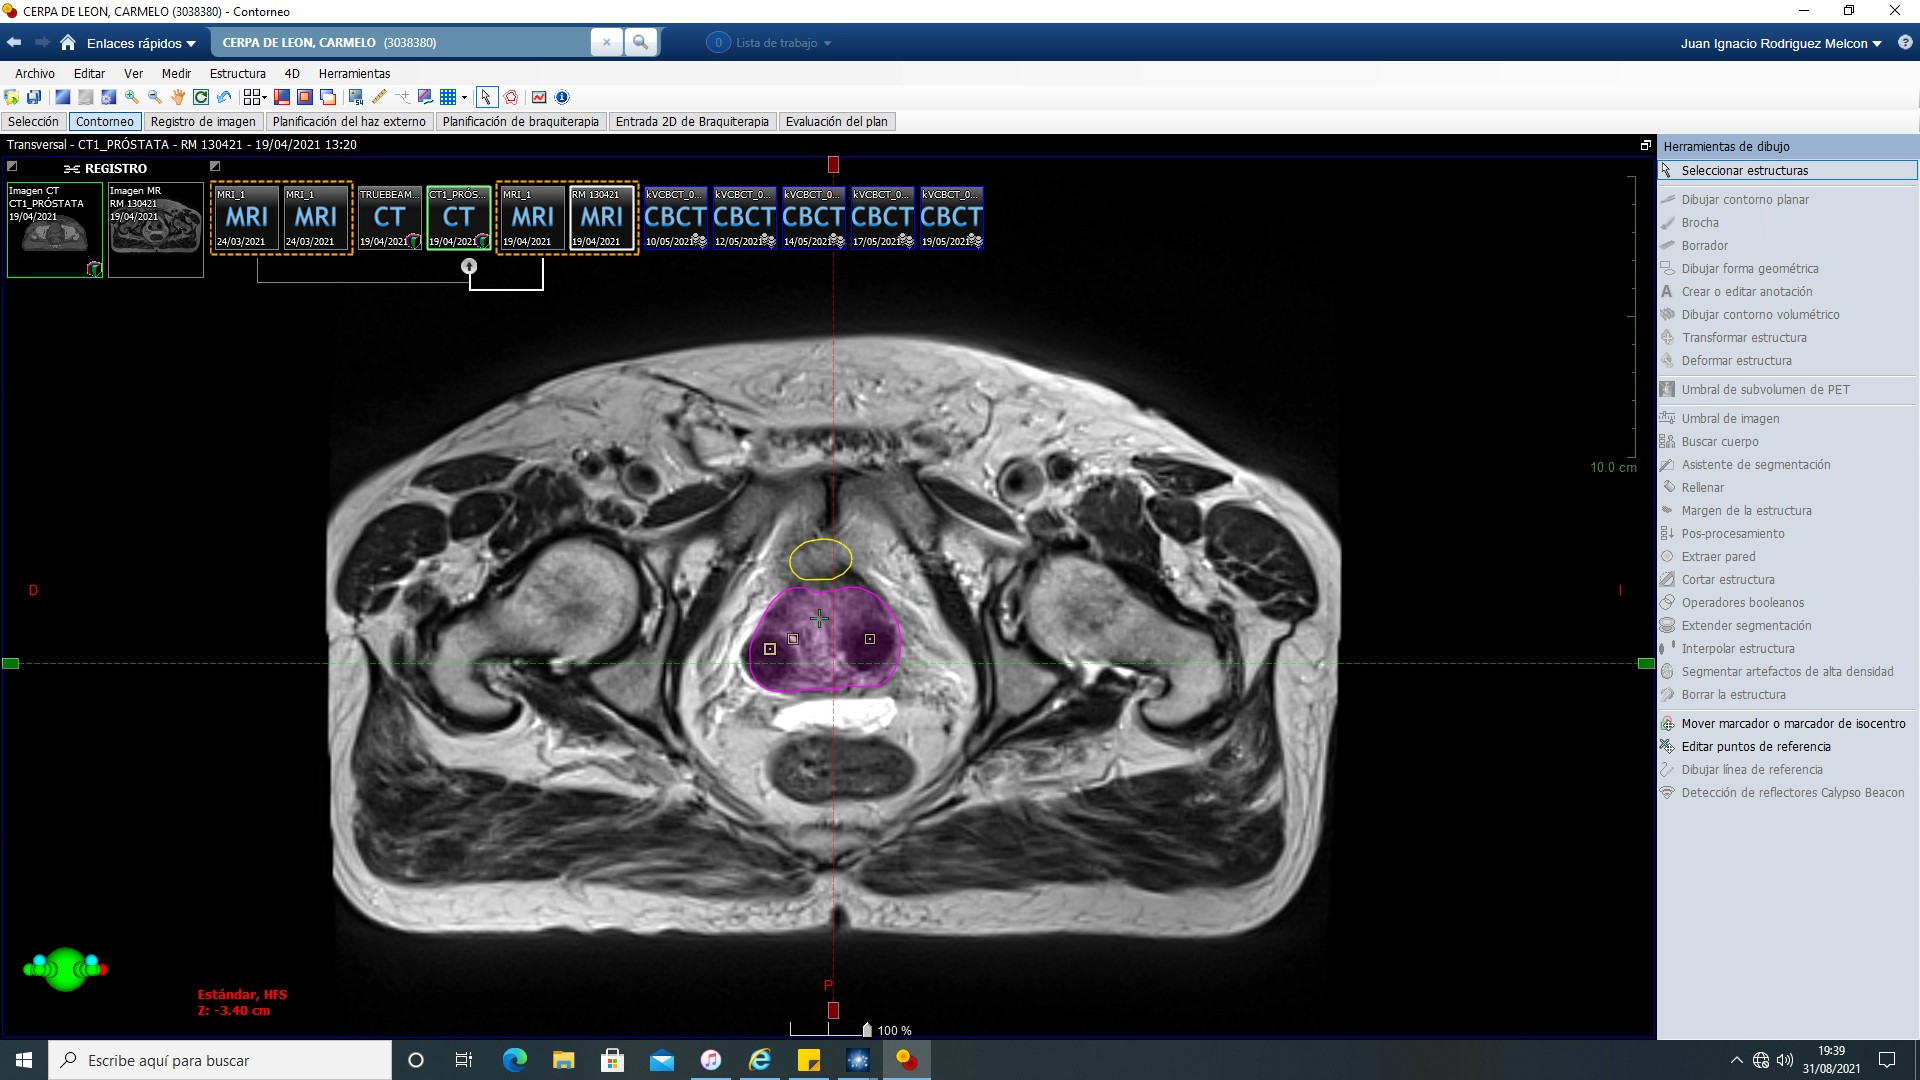 CERPA DE LEON, CARMELO (3038380) - Contorneo
Enlaces rápidos
CERPA DE LEON, CARMELO (3038380)
0 Lista de trabajo
Juan Ignacio Rodriguez Melcon
Archivo Editar Ver Medir Estructura 4D Herramientas
Selección Contorneo Registro de imagen Planificación del haz externo Planificación de braquiterapia Entrada 2D de Braquiterapia Evaluación del plan
Transversal - CT1_PRÓSTATA - RM 130421 - 19/04/2021 13:20
REGISTRO
Imagen CT
CT1_PRÓSTATA
19/04/2021
Imagen MR
RM 130421
19/04/2021
MRI_1
MRI
24/03/2021
MRI_1
MRI
24/03/2021
TRUEBEAM...
CT
19/04/2021
CT1_PRÓS...
CT
19/04/2021
MRI_1
MRI
19/04/2021
RM 130421
MRI
19/04/2021
kVCBCT_0...
CBCT
10/05/2021
kVCBCT_0...
CBCT
12/05/2021
kVCBCT_0...
CBCT
14/05/2021
kVCBCT_0...
CBCT
17/05/2021
kVCBCT_0...
CBCT
19/05/2021
10.0 cm
D
I
P
Estándar, HFS
Z: -3.40 cm
100 %
Herramientas de dibujo
Seleccionar estructuras
Dibujar contorno planar
Brocha
Borrador
Dibujar forma geométrica
Crear o editar anotación
Dibujar contorno volumétrico
Transformar estructura
Deformar estructura
Umbral de subvolumen de PET
Umbral de imagen
Buscar cuerpo
Asistente de segmentación
Rellenar
Margen de la estructura
Pos-procesamiento
Extraer pared
Cortar estructura
Operadores booleanos
Extender segmentación
Interpolar estructura
Segmentar artefactos de alta densidad
Borrar la estructura
Mover marcador o marcador de isocentro
Editar puntos de referencia
Dibujar línea de referencia
Detección de reflectores Calypso Beacon
Escribe aquí para buscar
19:39
31/08/2021